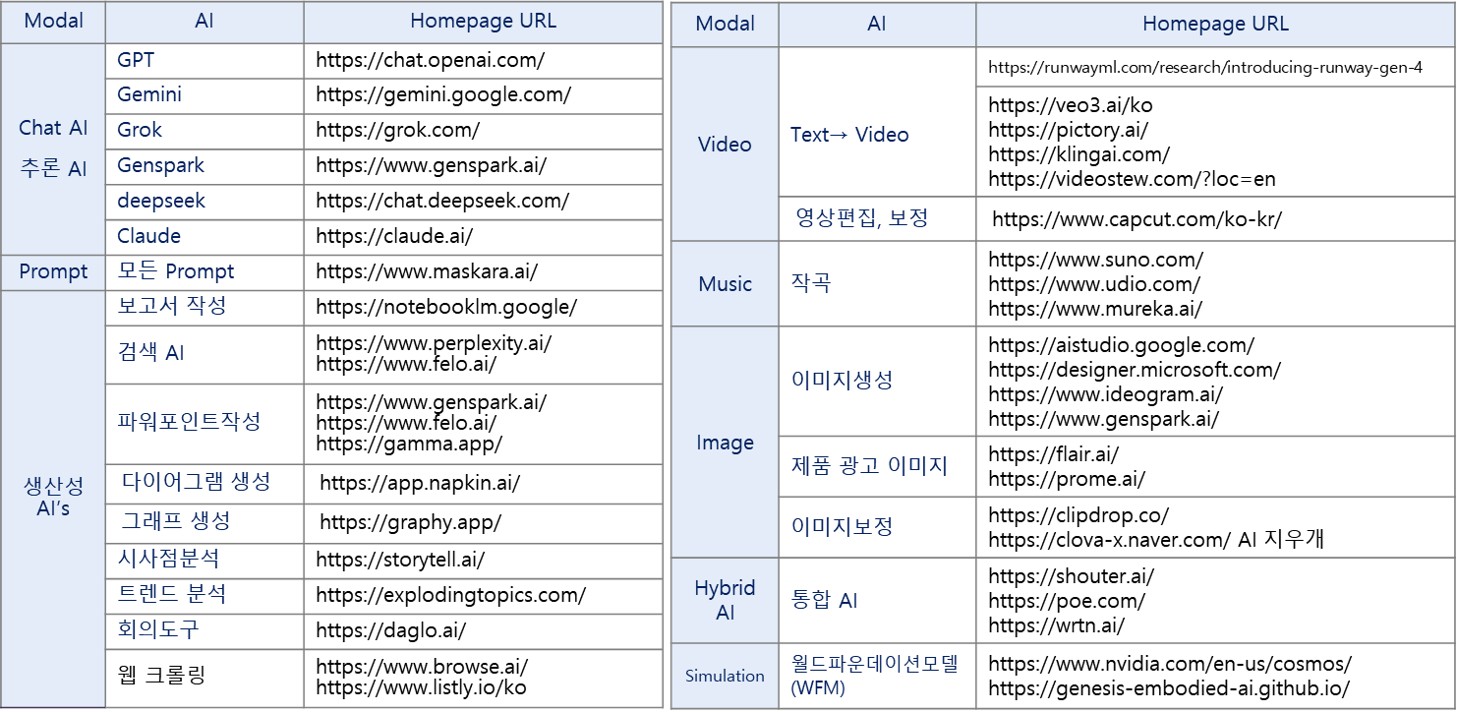 Modal AI Homepage URL
Chat AI
추론 AI
GPT https://chat.openai.com/
Gemini https://gemini.google.com/
Grok https://grok.com/
Genspark https://www.genspark.ai/
deepseek https://chat.deepseek.com/
Claude https://claude.ai/
Prompt 모든 Prompt https://www.maskara.ai/
생산성
AI's
보고서 작성 https://notebooklm.google/
검색 AI
https://www.perplexity.ai/
https://www.felo.ai/
파워포인트작성
https://www.genspark.ai/
https://www.felo.ai/
https://gamma.app/
다이어그램 생성 https://app.napkin.ai/
그래프 생성 https://graphy.app/
시사점분석 https://storytell.ai/
트렌드 분석 https://explodingtopics.com/
회의도구 https://daglo.ai/
웹 크롤링
https://www.browse.ai/
https://www.listly.io/ko
Modal AI Homepage URL
Video
Text→ Video
https://runwayml.com/research/introducing-runway-gen-4
https://veo3.ai/ko
https://pictory.ai/
https://klingai.com/
https://videostew.com/?loc=en
영상편집, 보정 https://www.capcut.com/ko-kr/
Music
작곡
https://www.suno.com/
https://www.udio.com/
https://www.mureka.ai/
Image
이미지생성
https://aistudio.google.com/
https://designer.microsoft.com/
https://www.ideogram.ai/
https://www.genspark.ai/
제품 광고 이미지
https://flair.ai/
https://prome.ai/
이미지보정
https://clipdrop.co/
https://clova-x.naver.com/ AI 지우개
Hybrid
AI
통합 AI
https://shouter.ai/
https://poe.com/
https://wrtn.ai/
Simulation
월드파운데이션모델
(WFM)
https://www.nvidia.com/en-us/cosmos/
https://genesis-embodied-ai.github.io/